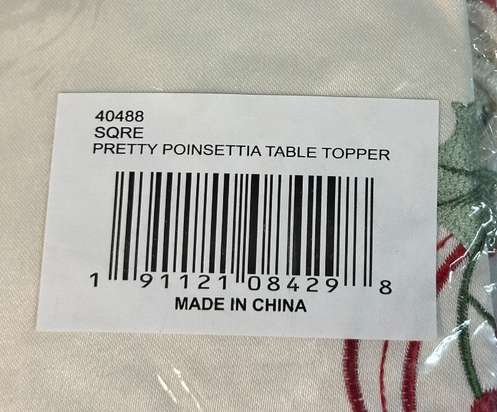 40488
SQRE
PRETTY POINSETTIA TABLE TOPPER
1 91121 08429 8
MADE IN CHINA